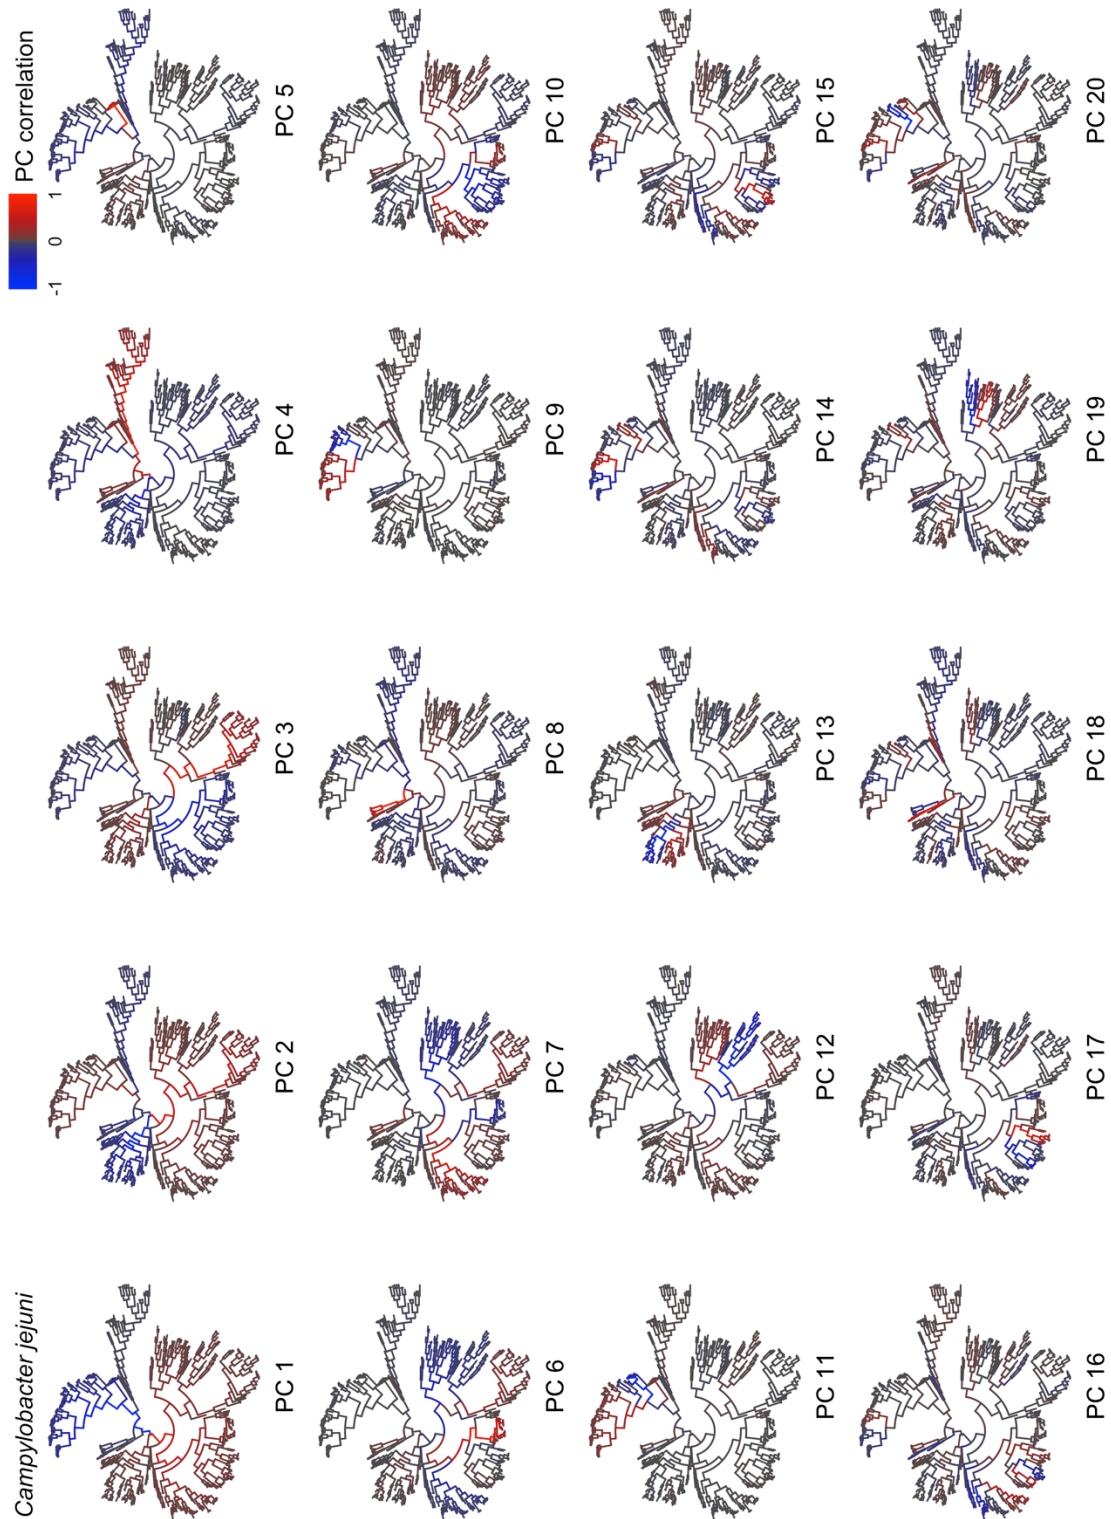 Campylobacter jejuni
PC correlation
-1 0 1
PC 1
PC 2
PC 3
PC 4
PC 5
PC 6
PC 7
PC 8
PC 9
PC 10
PC 11
PC 12
PC 13
PC 14
PC 15
PC 16
PC 17
PC 18
PC 19
PC 20